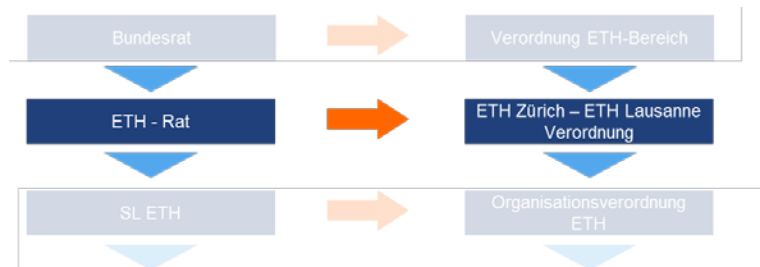 Bundesrat
Verordnung ETH-Bereich
ETH - Rat
ETH Zürich – ETH Lausanne
Verordnung
SL ETH
Organisationsverordnung
ETH